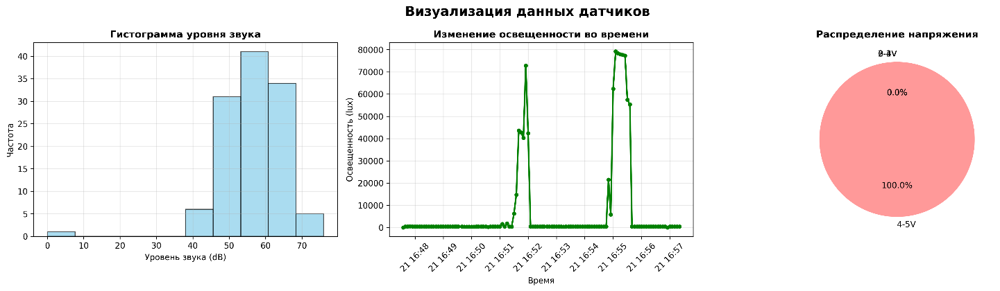 Визуализация данных датчиков
Гистограмма уровня звука
Частота
40
35
30
25
20
15
10
5
0
0 10 20 30 40 50 60 70
Уровень звука (dB)
Изменение освещенности во времени
Освещенность (lux)
80000
70000
60000
50000
40000
30000
20000
10000
0
21 16:48 21 16:49 21 16:50 21 16:51 21 16:52 21 16:53 21 16:54 21 16:55 21 16:56 21 16:57
Время
Распределение напряжения
0.0%
100.0%
4-5V